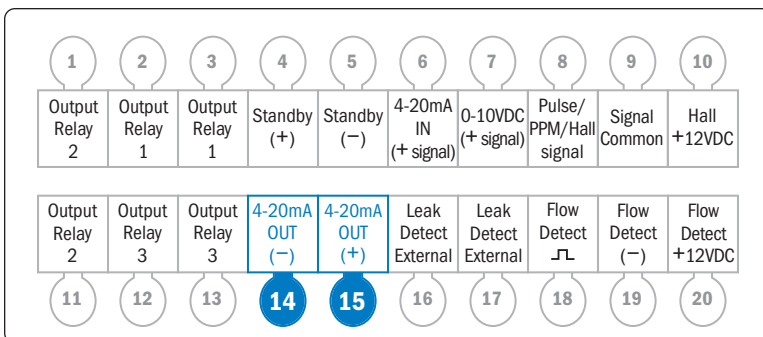 1 2 3 4 5 6 7 8 9 10
Output Relay 2
Output Relay 1
Output Relay 1
Standby (+)
Standby (−)
4-20mA IN (+ signal)
0-10VDC (+ signal)
Pulse/PPM/Hall signal
Signal Common
Hall +12VDC
Output Relay 2
Output Relay 3
Output Relay 3
4-20mA OUT (−)
4-20mA OUT (+)
Leak Detect External
Leak Detect External
Flow Detect
Flow Detect (−)
Flow Detect +12VDC
11 12 13 14 15 16 17 18 19 20